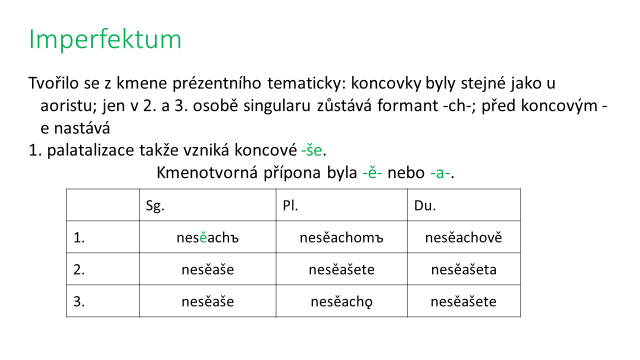 Imperfektum
Tvořilo se z kmene prézentního tematicky: koncovky byly stejné jako u
aoristu; jen v 2. a 3. osobě singularu zůstává formant -ch-; před koncovým -
e nastává
1. palatalizace takže vzniká koncové -še.
Kmenotvorná přípona byla -ě- nebo -a-.
Sg. Pl. Du.
1. nesěachъ nesěachomъ nesěachově
2. nesěaše nesěašete nesěašeta
3. nesěaše nesěachǫ nesěašete